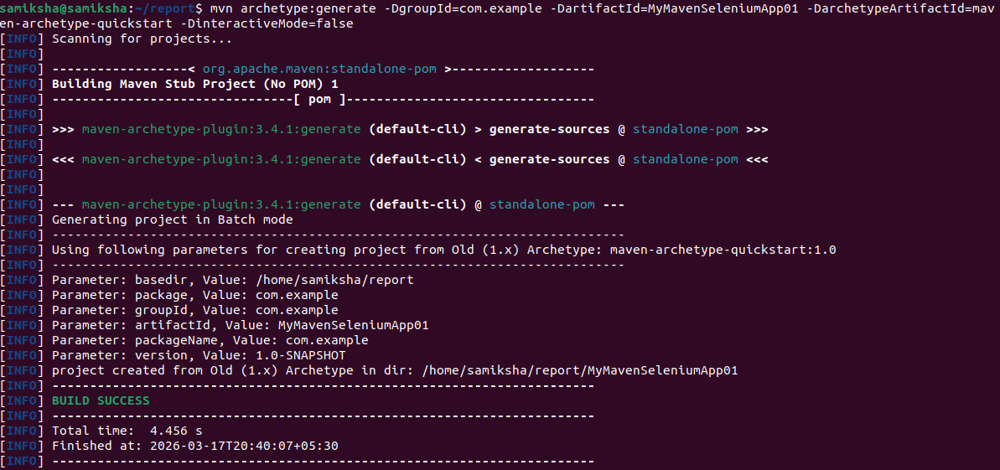 samiksha@samiksha:~/report$ mvn archetype:generate -DgroupId=com.example -DartifactId=MyMavenSeleniumApp01 -DarchetypeArtifactId=mav
en-archetype-quickstart -DinteractiveMode=false
[INFO] Scanning for projects...
[INFO]
[INFO] ------------------< org.apache.maven:standalone-pom >-------------------
[INFO] Building Maven Stub Project (No POM) 1
[INFO] --------------------------------[ pom ]---------------------------------
[INFO]
[INFO] >>> maven-archetype-plugin:3.4.1:generate (default-cli) > generate-sources @ standalone-pom >>>
[INFO]
[INFO] <<< maven-archetype-plugin:3.4.1:generate (default-cli) < generate-sources @ standalone-pom <<<
[INFO]
[INFO]
[INFO] --- maven-archetype-plugin:3.4.1:generate (default-cli) @ standalone-pom ---
[INFO] Generating project in Batch mode
[INFO] ----------------------------------------------------------------------------
[INFO] Using following parameters for creating project from Old (1.x) Archetype: maven-archetype-quickstart:1.0
[INFO] ----------------------------------------------------------------------------
[INFO] Parameter: basedir, Value: /home/samiksha/report
[INFO] Parameter: package, Value: com.example
[INFO] Parameter: groupId, Value: com.example
[INFO] Parameter: artifactId, Value: MyMavenSeleniumApp01
[INFO] Parameter: packageName, Value: com.example
[INFO] Parameter: version, Value: 1.0-SNAPSHOT
[INFO] project created from Old (1.x) Archetype in dir: /home/samiksha/report/MyMavenSeleniumApp01
[INFO] ------------------------------------------------------------------------
[INFO] BUILD SUCCESS
[INFO] ------------------------------------------------------------------------
[INFO] Total time:  4.456 s
[INFO] Finished at: 2026-03-17T20:40:07+05:30
[INFO] ------------------------------------------------------------------------